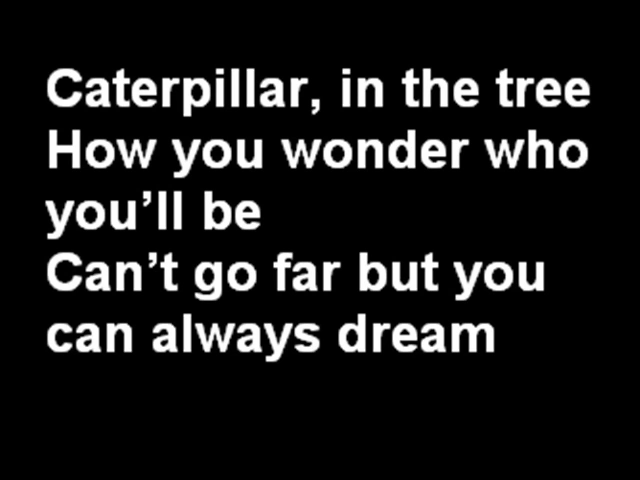 Caterpillar, in the tree
How you wonder who
you’ll be
Can’t go far but you
can always dream